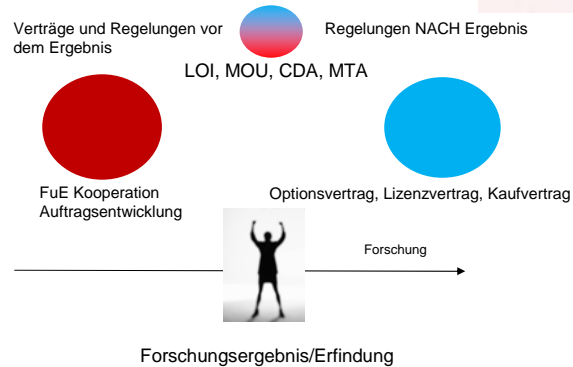 Verträge und Regelungen vor
dem Ergebnis
Regelungen NACH Ergebnis
LOI, MOU, CDA, MTA
FuE Kooperation
Auftragsentwicklung
Optionsvertrag, Lizenzvertrag, Kaufvertrag
Forschung
Forschungsergebnis/Erfindung